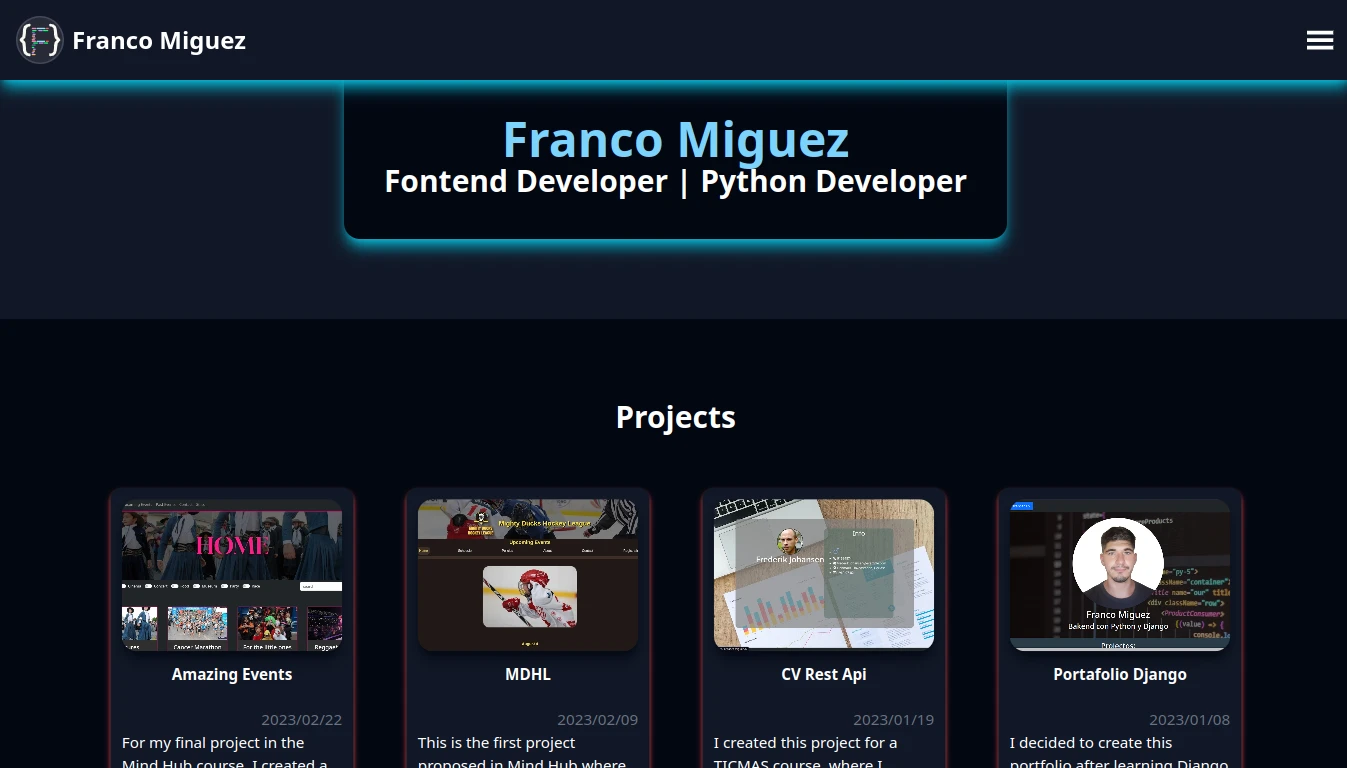 Franco Miguez
Franco Miguez
Fontend Developer | Python Developer
Projects
HOME
Cancer Marathon
For the little ones
Mighty Ducks Hockey League
Upcoming Events
Info
Frederik Johansen
Franco Miguez
Bakend con Python y Django
Projectos:
Amazing Events
MDHL
CV Rest Api
Portafolio Django
2023/02/22
2023/02/09
2023/01/19
2023/01/08
For my final project in the
Mind Hub course, I created a
This is the first project
proposed in Mind Hub where
I created this project for a
TICMAS course, where I
I decided to create this
portfolio after learning Django